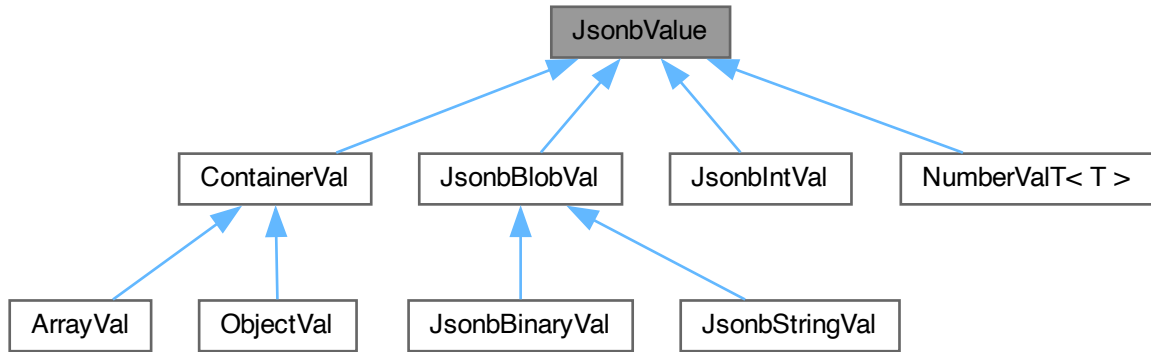 JsonbValue
ContainerVal
JsonbBlobVal
JsonbIntVal
NumberValT< T >
ArrayVal
ObjectVal
JsonbBinaryVal
JsonbStringVal